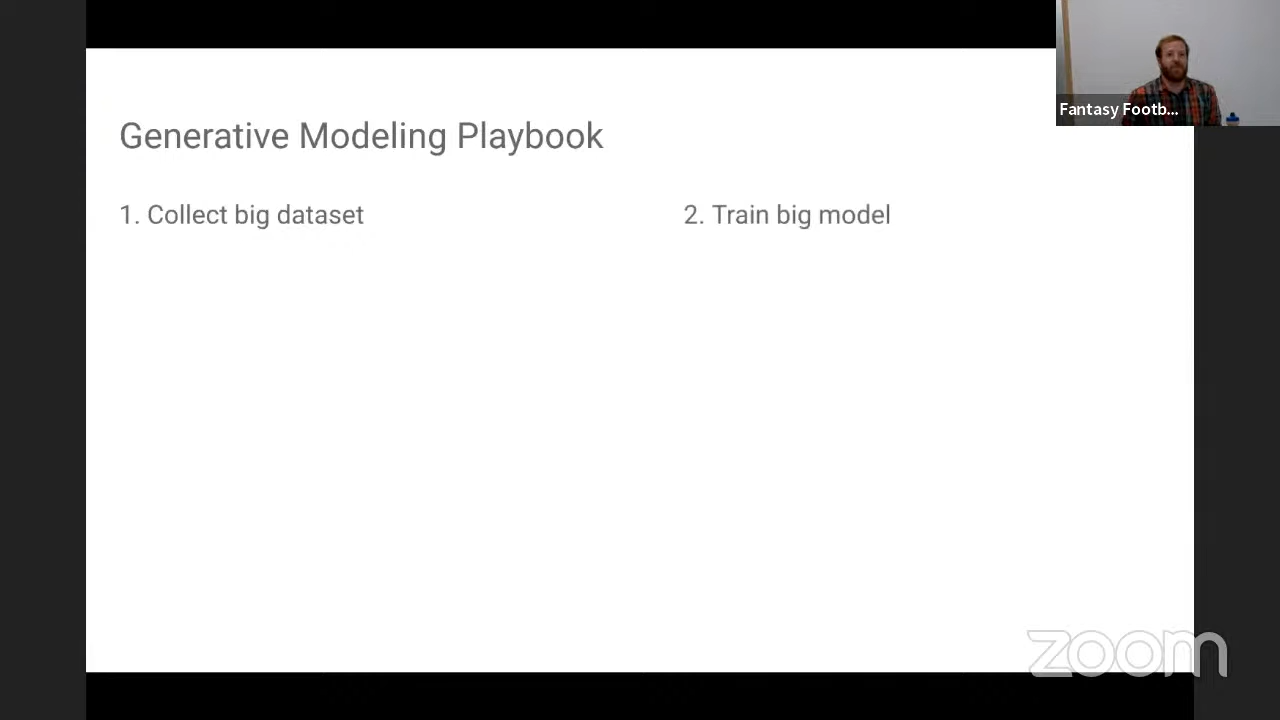 Generative Modeling Playbook
1. Collect big dataset
2. Train big model
Fantasy Footb...
zoom